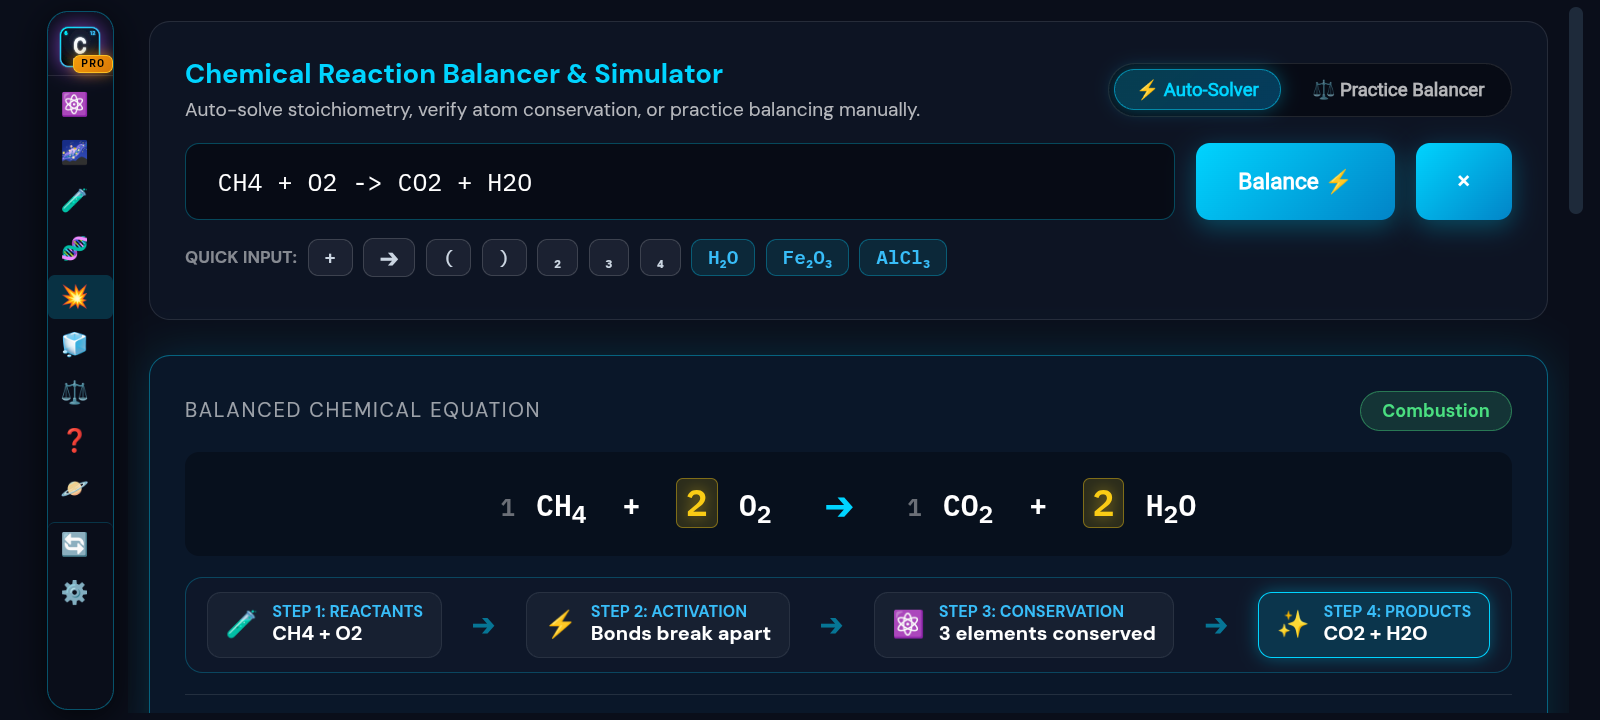 C
PRO
Chemical Reaction Balancer & Simulator
Auto-solve stoichiometry, verify atom conservation, or practice balancing manually.
⚡ Auto-Solver
⚖️ Practice Balancer
CH4 + O2 -> CO2 + H2O
Balance ⚡
×
QUICK INPUT: + ➔ ( ) ₂ ₃ ₄ H₂O Fe₂O₃ AlCl₃
BALANCED CHEMICAL EQUATION
Combustion
1 CH₄ + 2 O₂ ➔ 1 CO₂ + 2 H₂O
STEP 1: REACTANTS
CH4 + O2
➔
STEP 2: ACTIVATION
Bonds break apart
➔
STEP 3: CONSERVATION
3 elements conserved
➔
STEP 4: PRODUCTS
CO2 + H2O